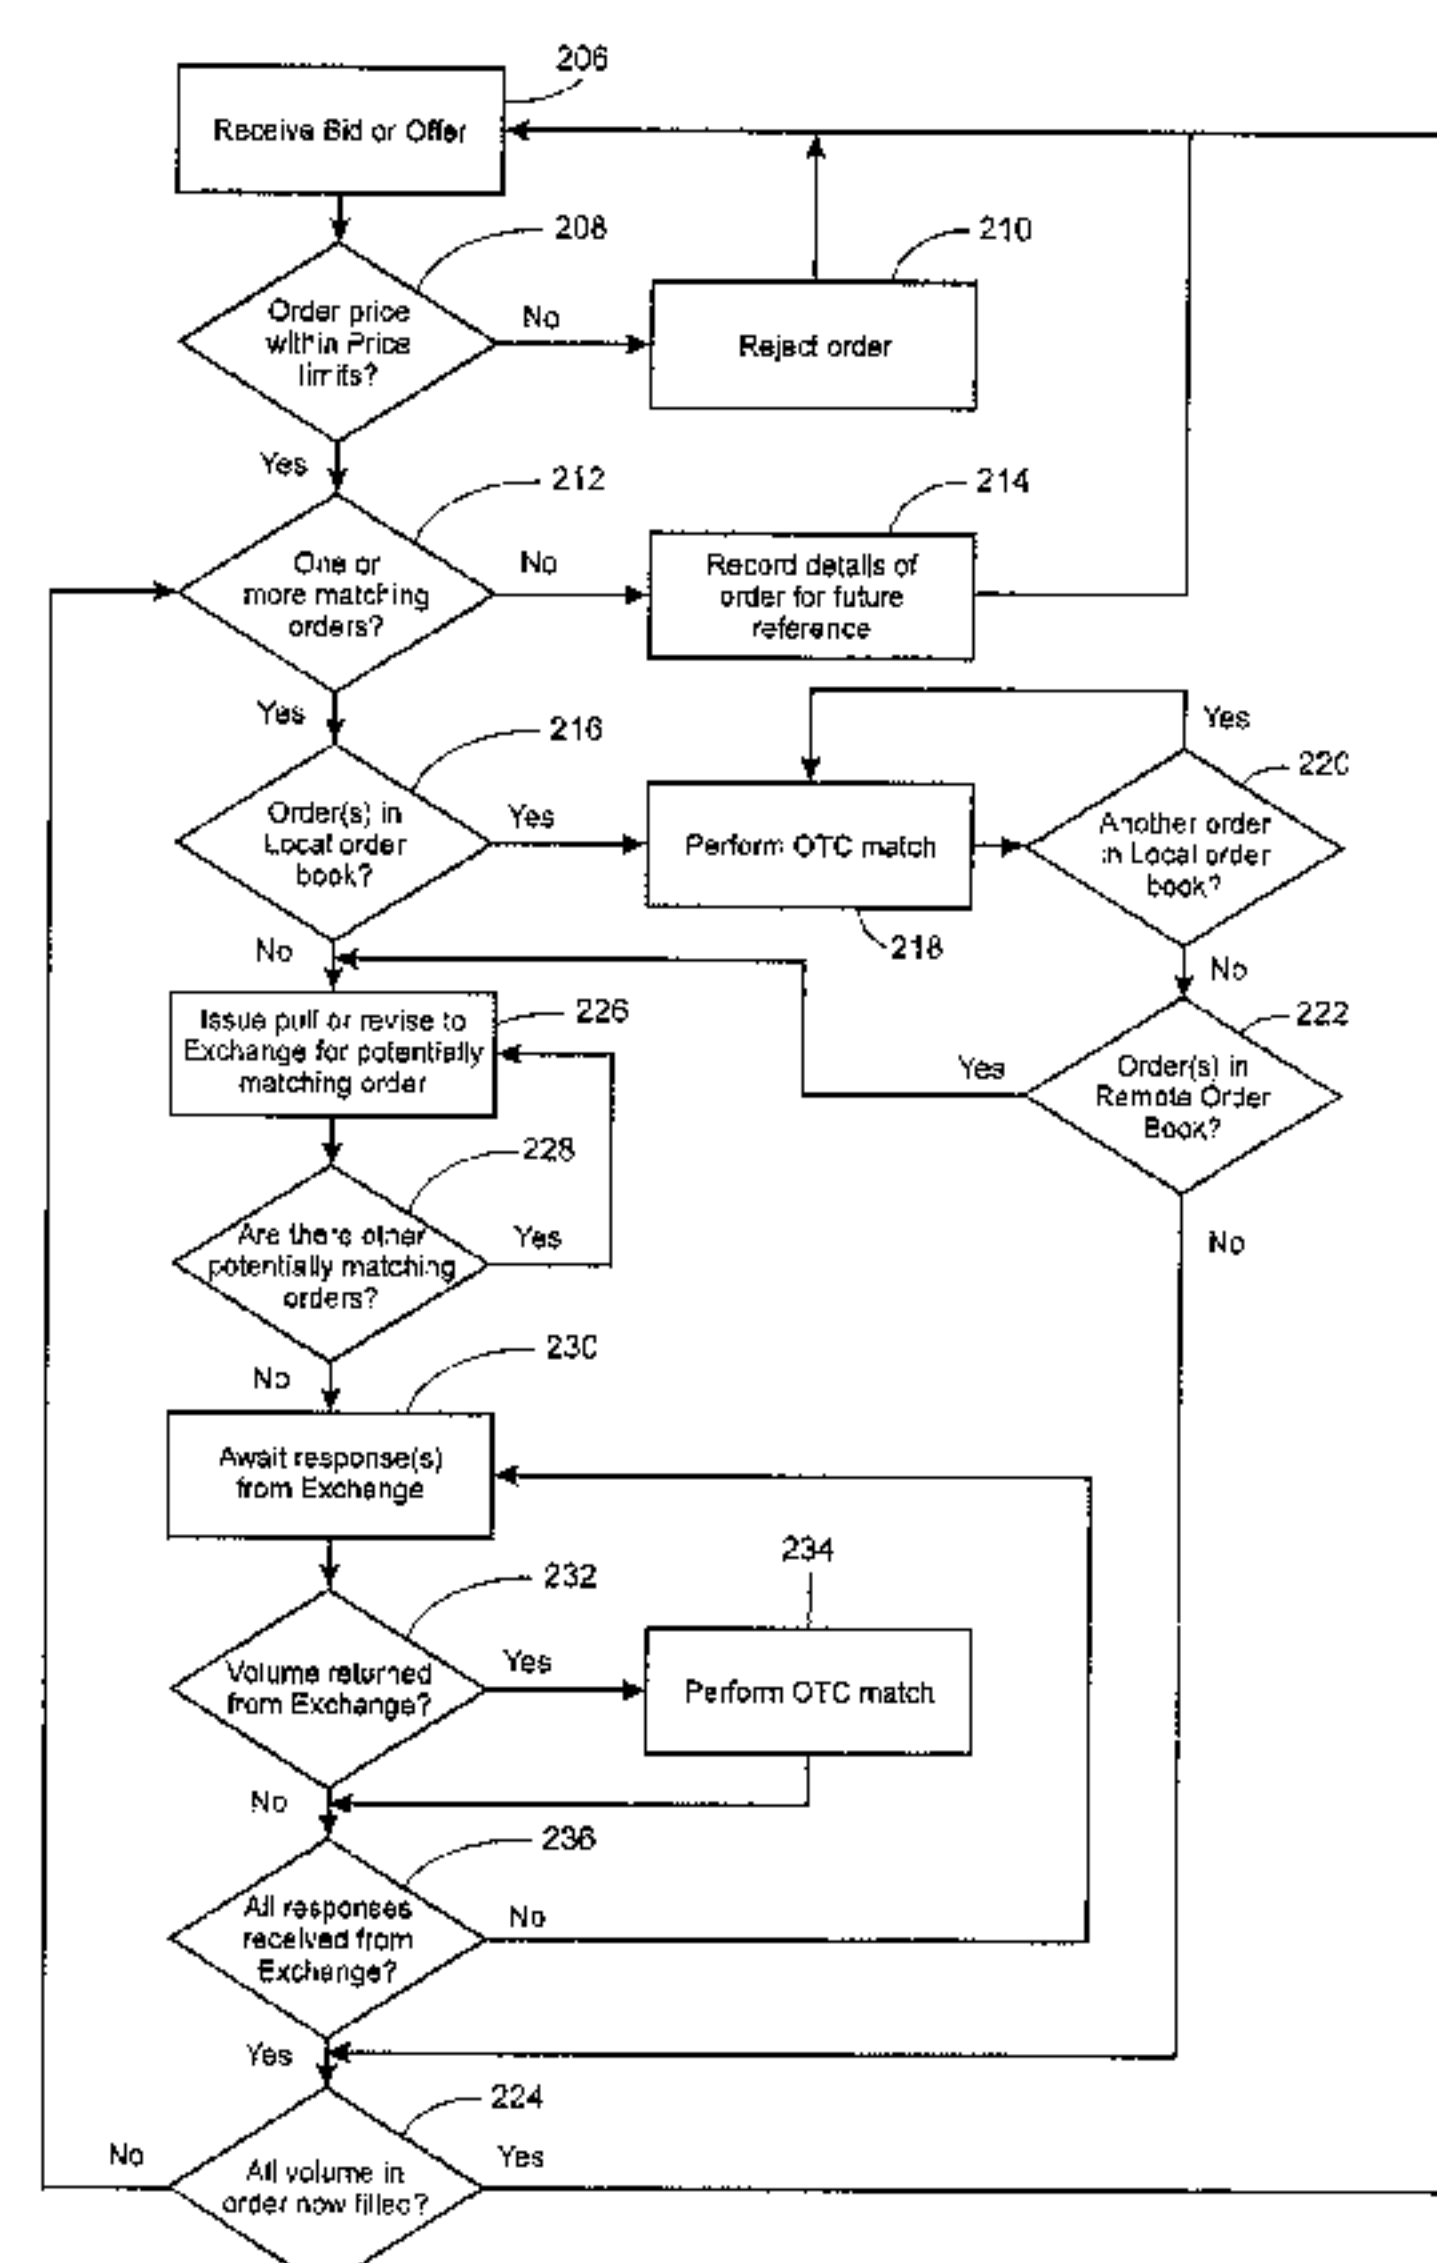 206
Receive Bid or Offer
208
210
Order price
within Price
limits?
No
Reject order
Yes
212
214
One or
more matching
orders?
No
Record details of
order for future
reference
Yes
216
Yes
220
Order(s) in
Local order
book?
Yes
Perform OTC match
Another order
in Local order
book?
218
No
No
226
222
Issue pull or revise to
Exchange for potentially
matching order
Yes
Order(s) in
Remote Order
Book?
228
Are there other
potentially matching
orders?
Yes
No
230
No
Await response(s)
from Exchange
234
232
Volume returned
from Exchange?
Yes
Perform OTC match
No
236
All responses
received from
Exchange?
No
Yes
224
No
Yes
All volume in
order now filled?